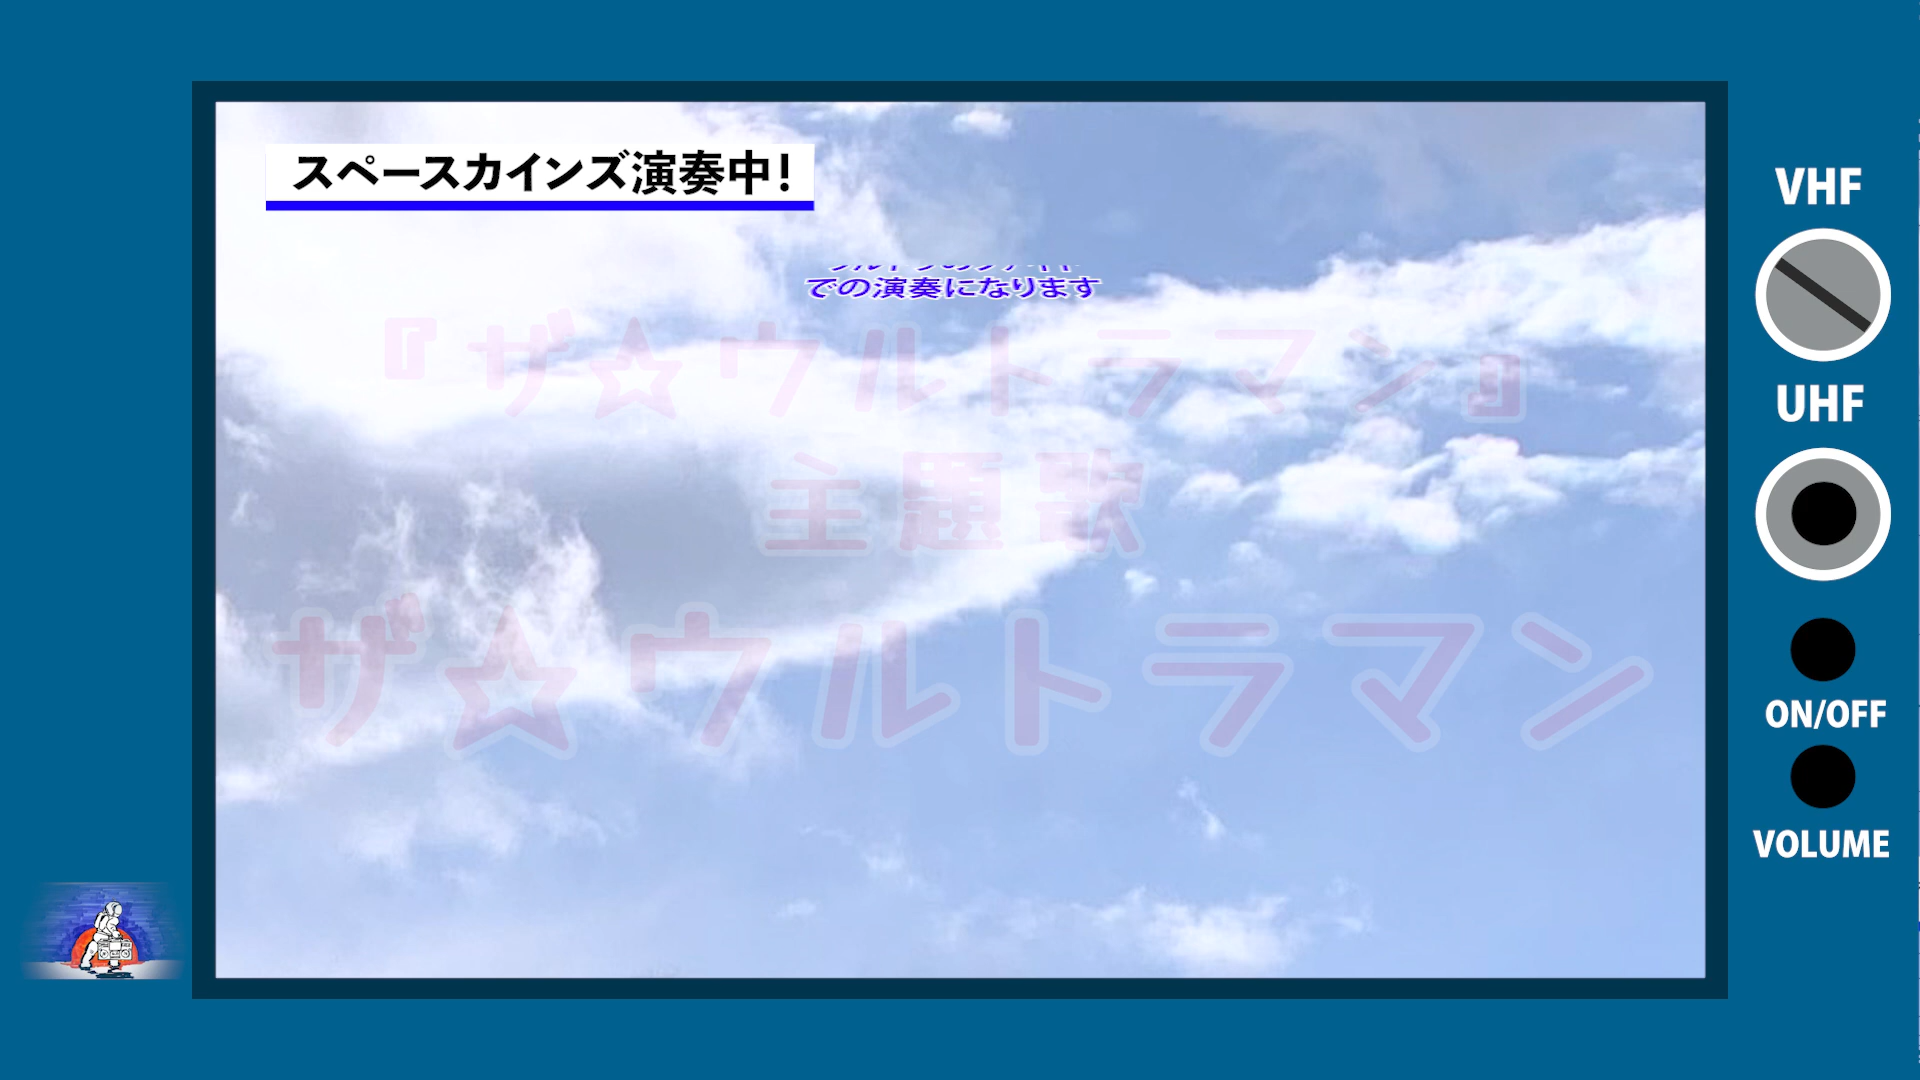 スペースカインズ演奏中！
での演奏になります
『ザ☆ウルトラマン』
主題歌
ザ☆ウルトラマン
VHF
UHF
ON/OFF
VOLUME